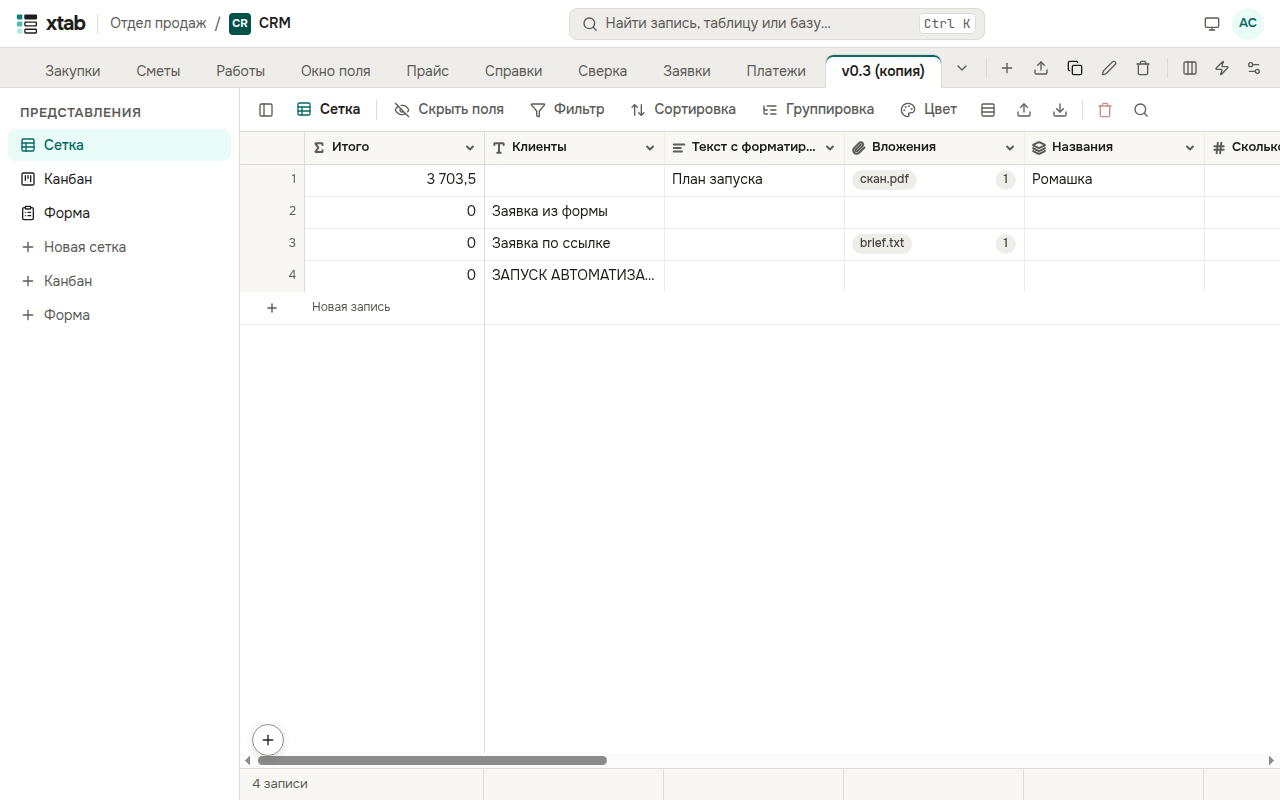 xtab Отдел продаж / CR CRM Найти запись, таблицу или базу... Ctrl K АС
Закупки Сметы Работы Окно поля Прайс Справки Сверка Заявки Платежи v0.3 (копия)
ПРЕДСТАВЛЕНИЯ
Сетка
Канбан
Форма
Новая сетка
Канбан
Форма
Сетка Скрыть поля Фильтр Сортировка Группировка Цвет
Итого Клиенты Текст с форматир... Вложения Названия Сколько
1 3 703,5 План запуска скан.pdf 1 Ромашка
2 0 Заявка из формы
3 0 Заявка по ссылке brief.txt 1
4 0 ЗАПУСК АВТОМАТИЗА...
+ Новая запись
4 записи